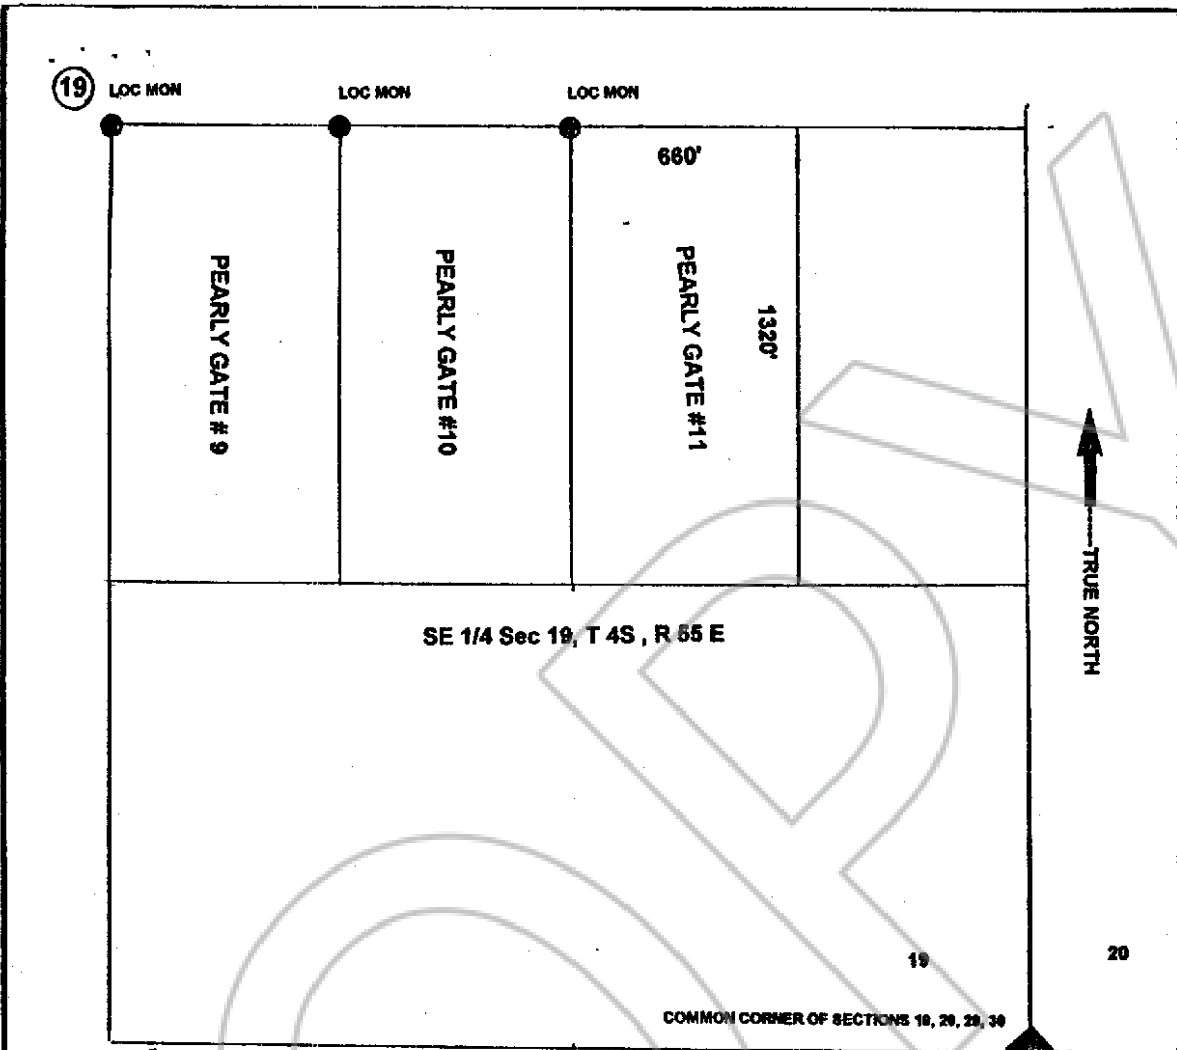 19
LOC MON
LOC MON
LOC MON
660'
PEARLY GATE # 9
PEARLY GATE #10
PEARLY GATE #11
1320'
TRUE NORTH
SE 1/4 Sec 19, T 4S , R 55 E
19
20
COMMON CORNER OF SECTIONS 19, 20, 29, 30